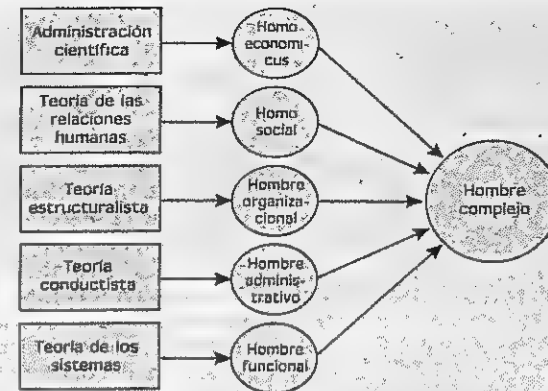 Administración
científica
Homo
economi-
cus
Teoría de las
relaciones
humanas
Homo
social
Teoría
estructuralista
Hombre
organiza-
cional
Hombre
complejo
Teoría
conductista
Hombre
adminis-
trativo
Teoría de los
sistemas
Hombre
funcional